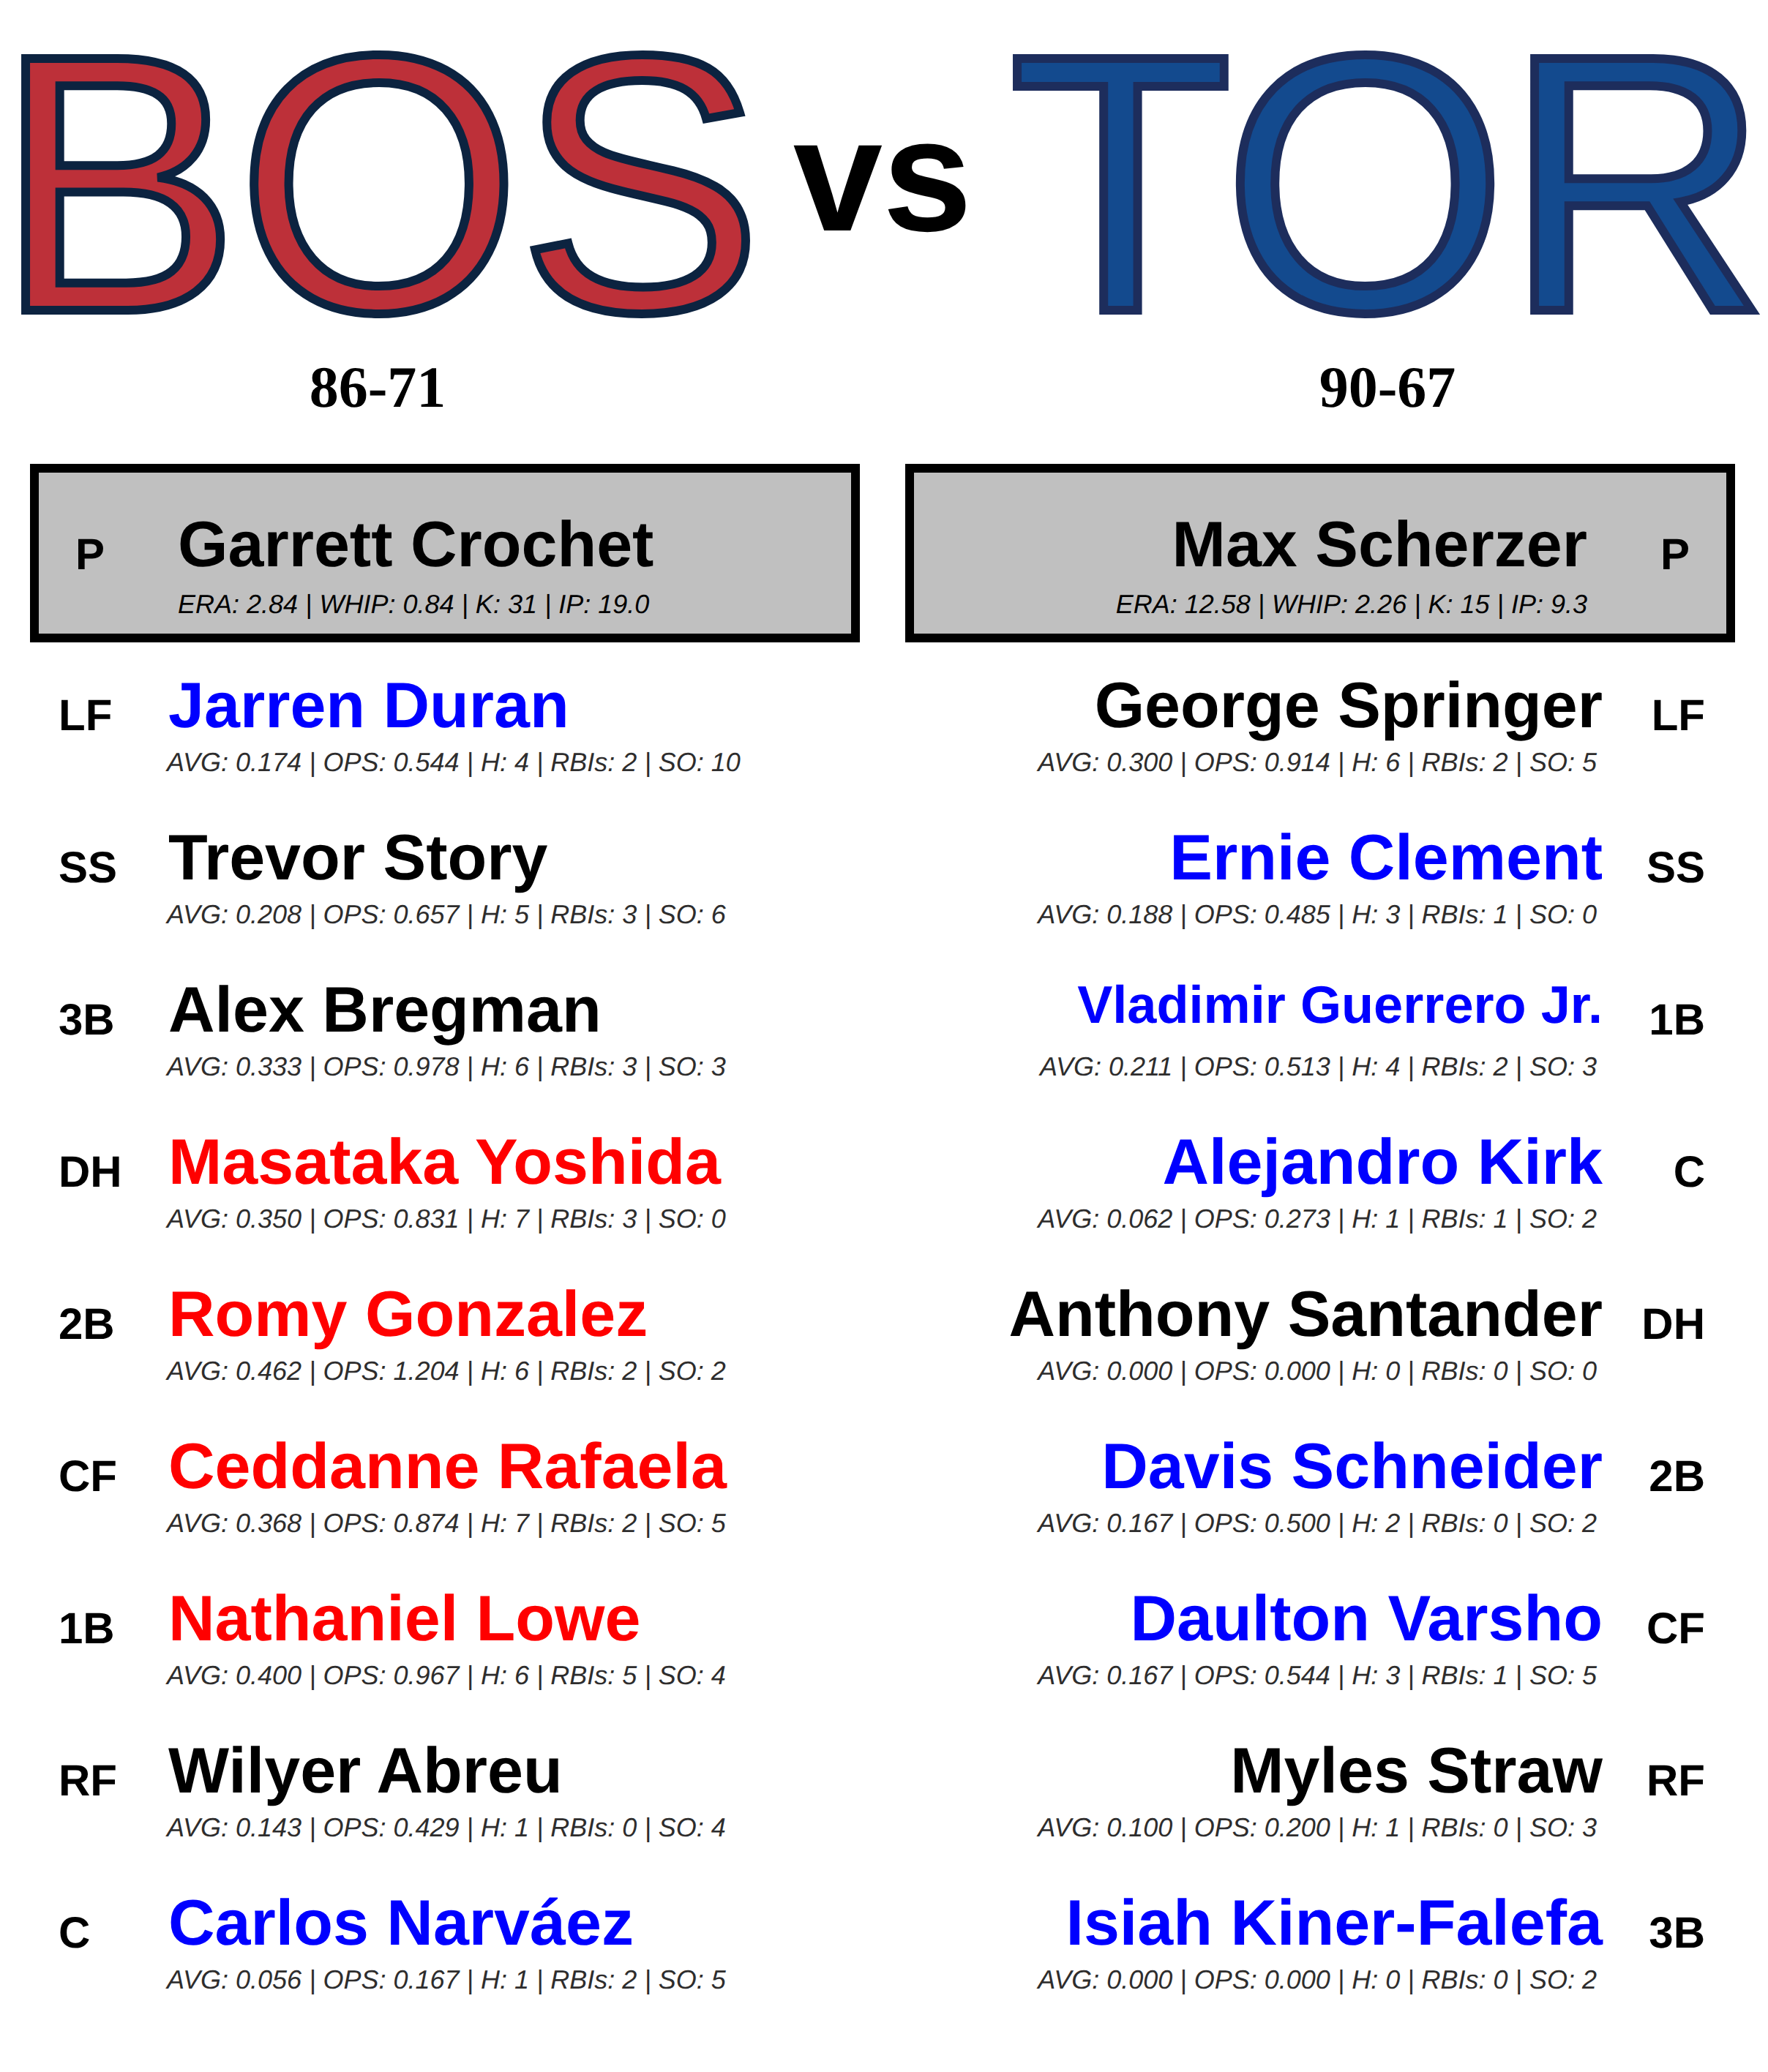 BOS vs TOR
86-71
90-67
P Garrett Crochet
ERA: 2.84 | WHIP: 0.84 | K: 31 | IP: 19.0
LF Jarren Duran
AVG: 0.174 | OPS: 0.544 | H: 4 | RBIs: 2 | SO: 10
SS Trevor Story
AVG: 0.208 | OPS: 0.657 | H: 5 | RBIs: 3 | SO: 6
3B Alex Bregman
AVG: 0.333 | OPS: 0.978 | H: 6 | RBIs: 3 | SO: 3
DH Masataka Yoshida
AVG: 0.350 | OPS: 0.831 | H: 7 | RBIs: 3 | SO: 0
2B Romy Gonzalez
AVG: 0.462 | OPS: 1.204 | H: 6 | RBIs: 2 | SO: 2
CF Ceddanne Rafaela
AVG: 0.368 | OPS: 0.874 | H: 7 | RBIs: 2 | SO: 5
1B Nathaniel Lowe
AVG: 0.400 | OPS: 0.967 | H: 6 | RBIs: 5 | SO: 4
RF Wilyer Abreu
AVG: 0.143 | OPS: 0.429 | H: 1 | RBIs: 0 | SO: 4
C Carlos Narváez
AVG: 0.056 | OPS: 0.167 | H: 1 | RBIs: 2 | SO: 5
Max Scherzer P
ERA: 12.58 | WHIP: 2.26 | K: 15 | IP: 9.3
George Springer LF
AVG: 0.300 | OPS: 0.914 | H: 6 | RBIs: 2 | SO: 5
Ernie Clement SS
AVG: 0.188 | OPS: 0.485 | H: 3 | RBIs: 1 | SO: 0
Vladimir Guerrero Jr. 1B
AVG: 0.211 | OPS: 0.513 | H: 4 | RBIs: 2 | SO: 3
Alejandro Kirk C
AVG: 0.062 | OPS: 0.273 | H: 1 | RBIs: 1 | SO: 2
Anthony Santander DH
AVG: 0.000 | OPS: 0.000 | H: 0 | RBIs: 0 | SO: 0
Davis Schneider 2B
AVG: 0.167 | OPS: 0.500 | H: 2 | RBIs: 0 | SO: 2
Daulton Varsho CF
AVG: 0.167 | OPS: 0.544 | H: 3 | RBIs: 1 | SO: 5
Myles Straw RF
AVG: 0.100 | OPS: 0.200 | H: 1 | RBIs: 0 | SO: 3
Isiah Kiner-Falefa 3B
AVG: 0.000 | OPS: 0.000 | H: 0 | RBIs: 0 | SO: 2